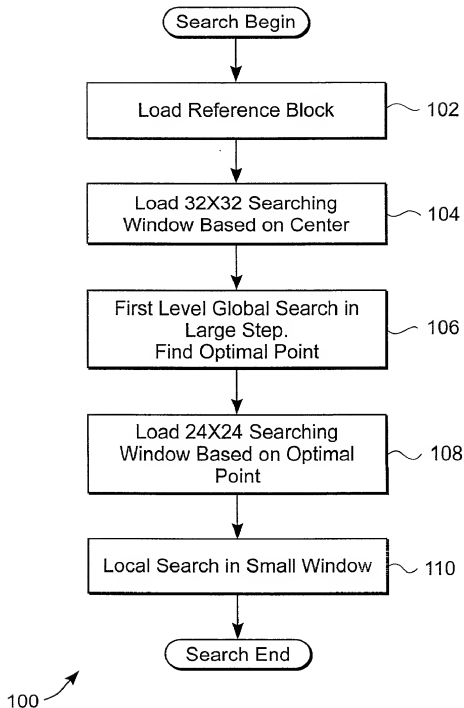 Search Begin
Load Reference Block
102
Load 32X32 Searching
Window Based on Center
104
First Level Global Search in
Large Step.
Find Optimal Point
106
Load 24X24 Searching
Window Based on Optimal
Point
108
Local Search in Small Window
110
Search End
100